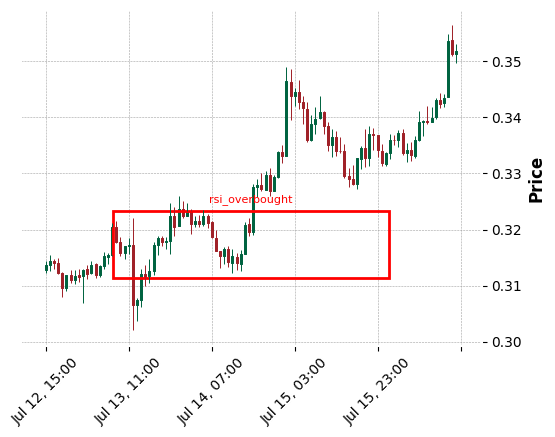 0.35
0.34
0.33
rsi_overbought
0.32
0.31
0.30
Price
Jul 12, 15:00
Jul 13, 11:00
Jul 14, 07:00
Jul 15, 03:00
Jul 15, 23:00